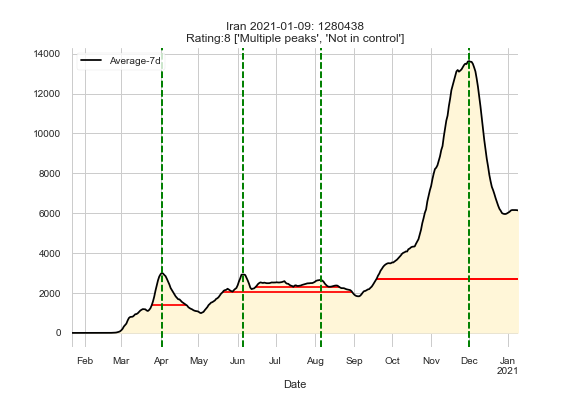 Iran 2021-01-09: 1280438
Rating:8 ['Multiple peaks', 'Not in control']
Average-7d
14000
12000
10000
8000
6000
4000
2000
0
Feb Mar Apr May Jun Jul Aug Sep Oct Nov Dec Jan
2021
Date